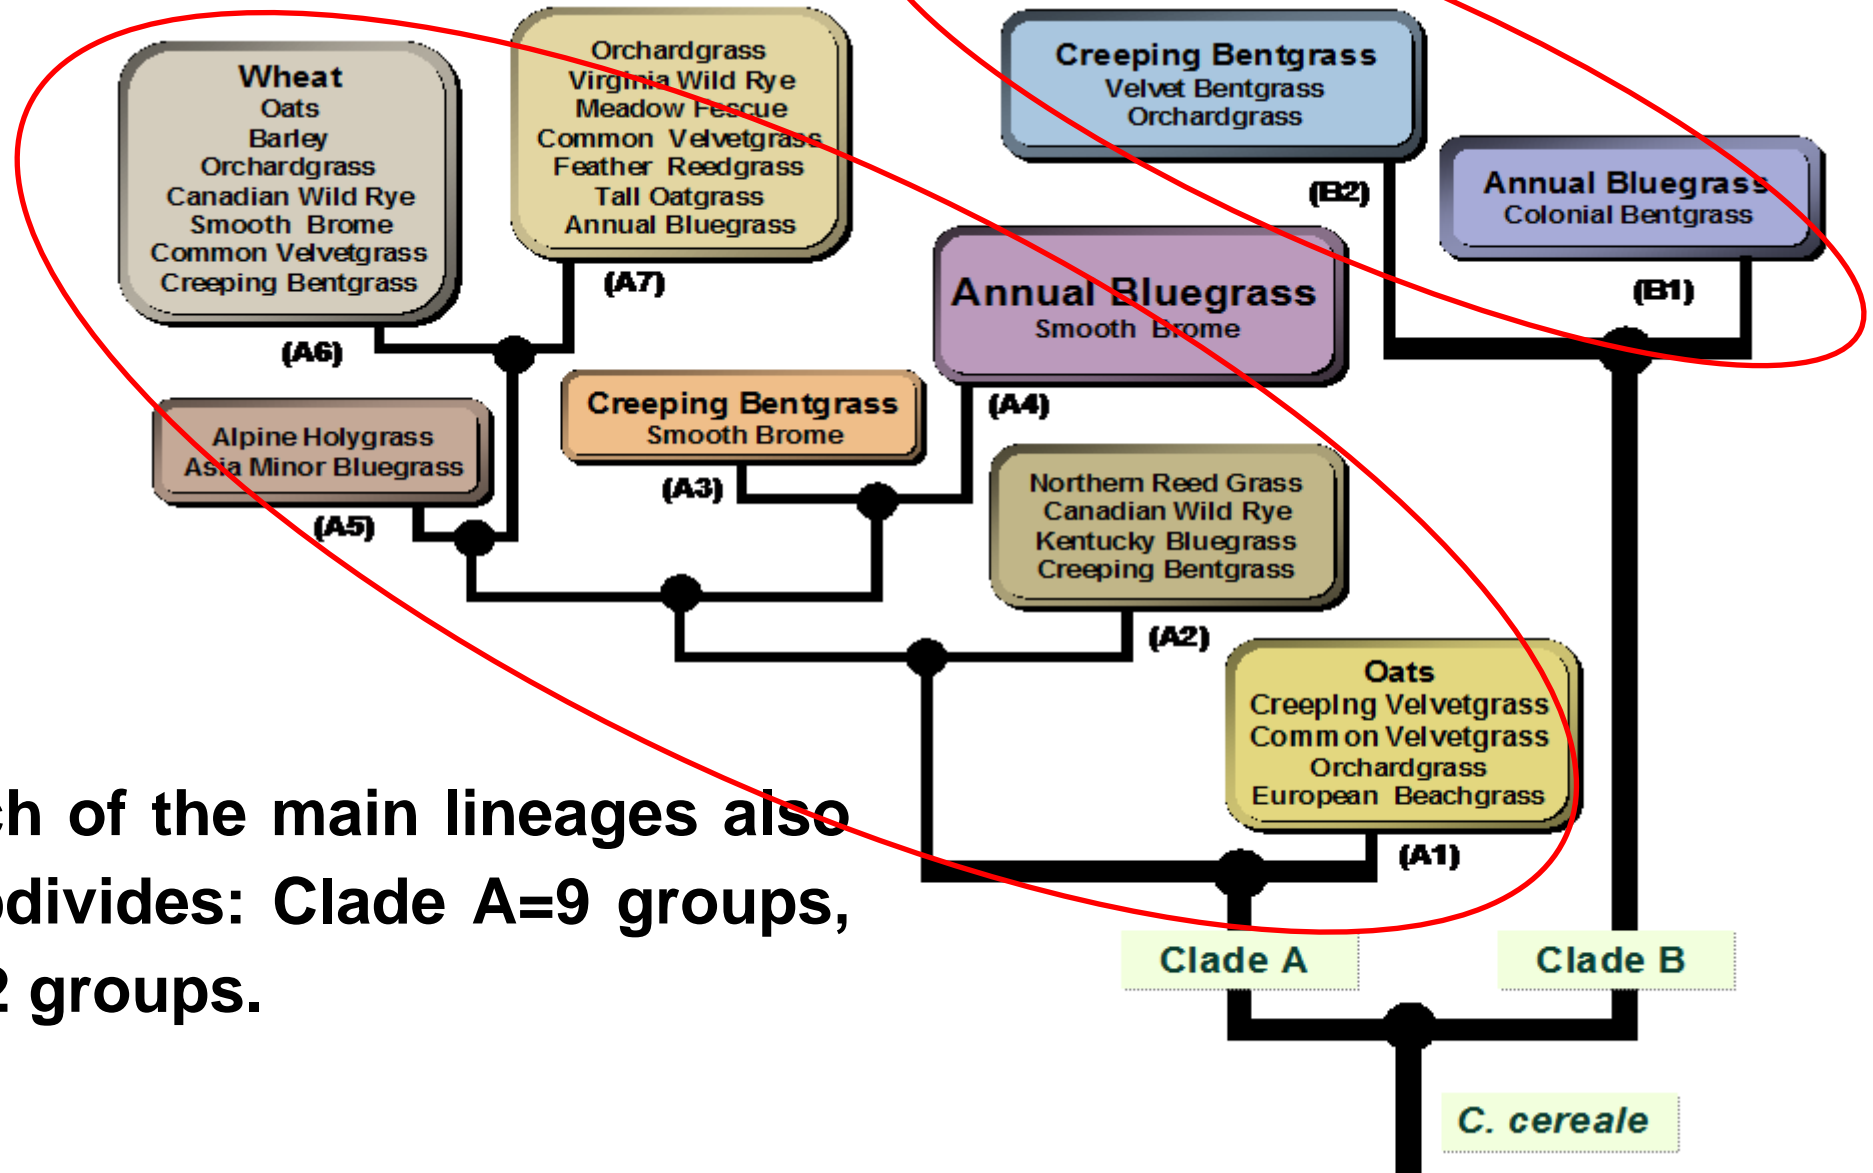 Wheat
Oats
Barley
Orchardgrass
Canadian Wild Rye
Smooth Brome
Common Velvetgrass
Creeping Bentgrass
(A6)
Orchardgrass
Virginia Wild Rye
Meadow Fescue
Common Velvetgrass
Feather Reedgrass
Tall Oatgrass
Annual Bluegrass
(A7)
Creeping Bentgrass
Velvet Bentgrass
Orchardgrass
(B2)
Annual Bluegrass
Colonial Bentgrass
(B1)
Annual Bluegrass
Smooth Brome
(A4)
Creeping Bentgrass
Smooth Brome
(A3)
Alpine Holygrass
Asia Minor Bluegrass
(A5)
Northern Reed Grass
Canadian Wild Rye
Kentucky Bluegrass
Creeping Bentgrass
(A2)
Oats
Creeping Velvetgrass
Common Velvetgrass
Orchardgrass
European Beachgrass
(A1)
ch of the main lineages also
odivides: Clade A=9 groups,
2 groups.
Clade A
Clade B
C. cereale